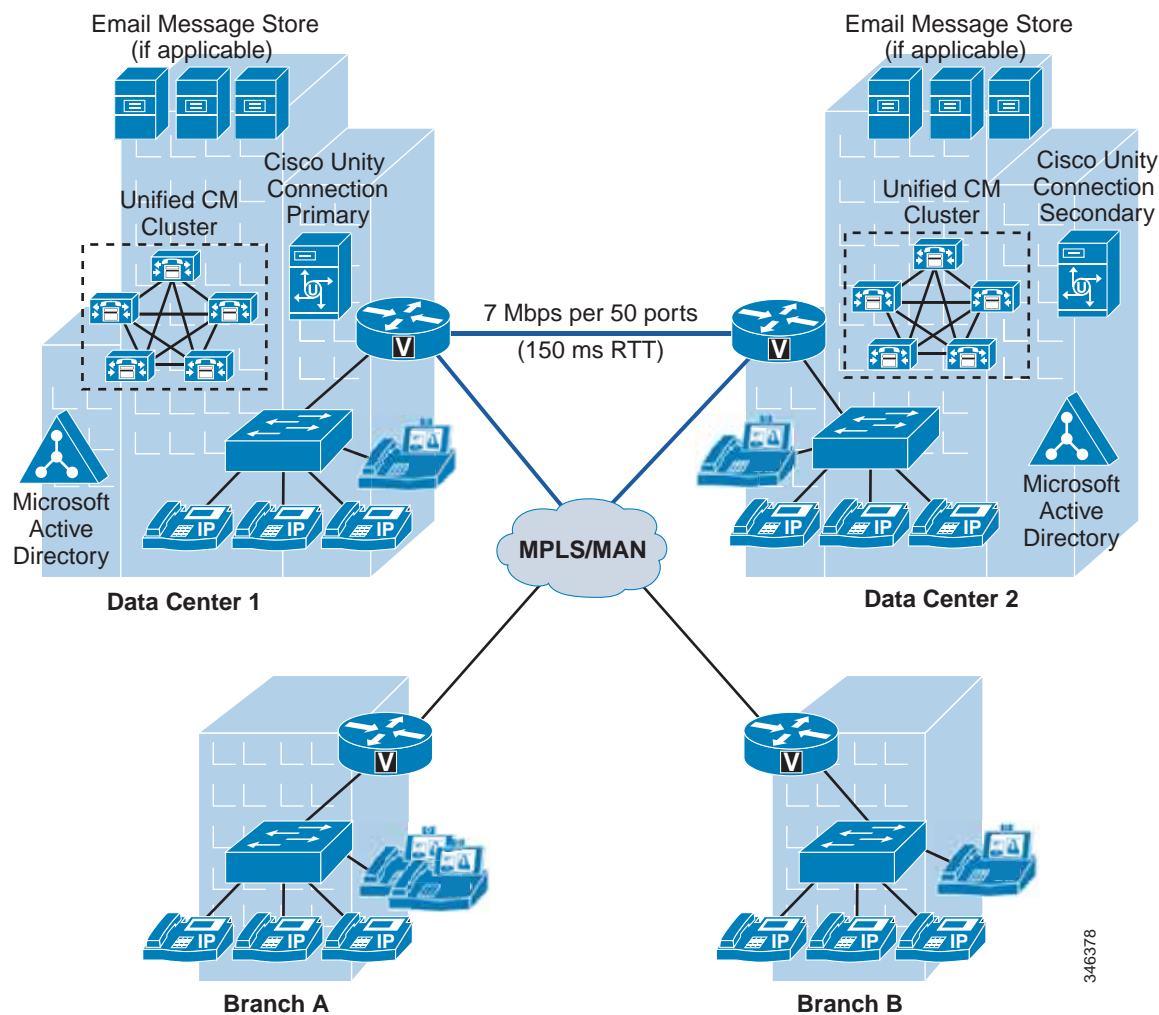 Email Message Store
(if applicable)
Email Message Store
(if applicable)
Cisco Unity
Connection
Primary
Unified CM
Cluster
Unified CM
Cluster
Cisco Unity
Connection
Secondary
7 Mbps per 50 ports
(150 ms RTT)
V
V
Microsoft
Active
Directory
IP
IP
IP
IP
IP
IP
Microsoft
Active
Directory
MPLS/MAN
Data Center 1
Data Center 2
V
V
IP
IP
IP
IP
IP
IP
Branch A
Branch B
346378
U